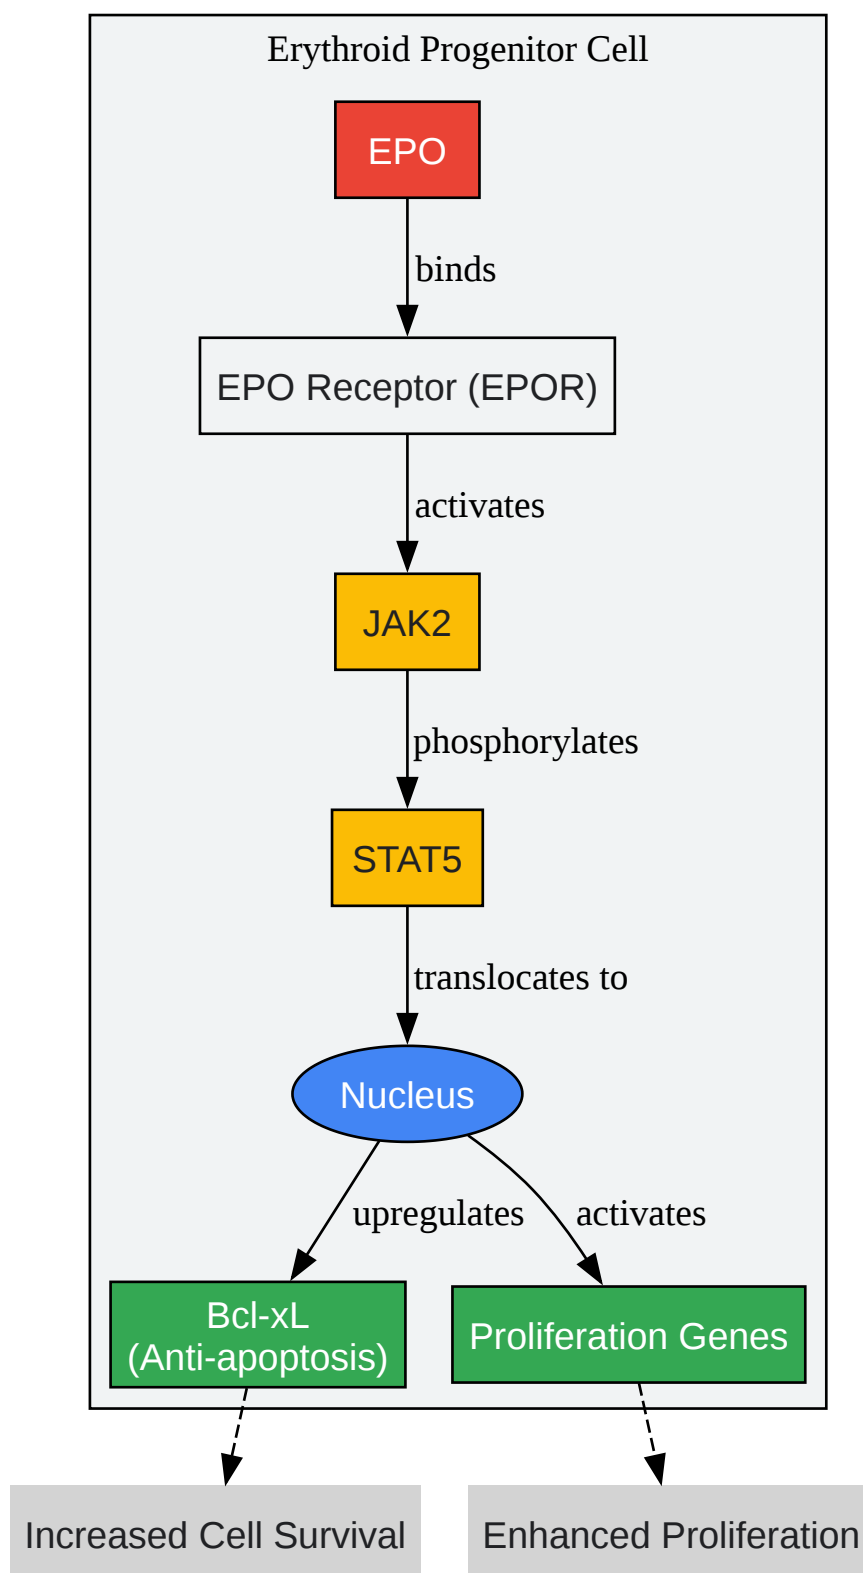 Erythroid Progenitor Cell
EPO
binds
EPO Receptor (EPOR)
activates
JAK2
phosphorylates
STAT5
translocates to
Nucleus
upregulates
activates
Bcl-xL
(Anti-apoptosis)
Proliferation Genes
Increased Cell Survival
Enhanced Proliferation